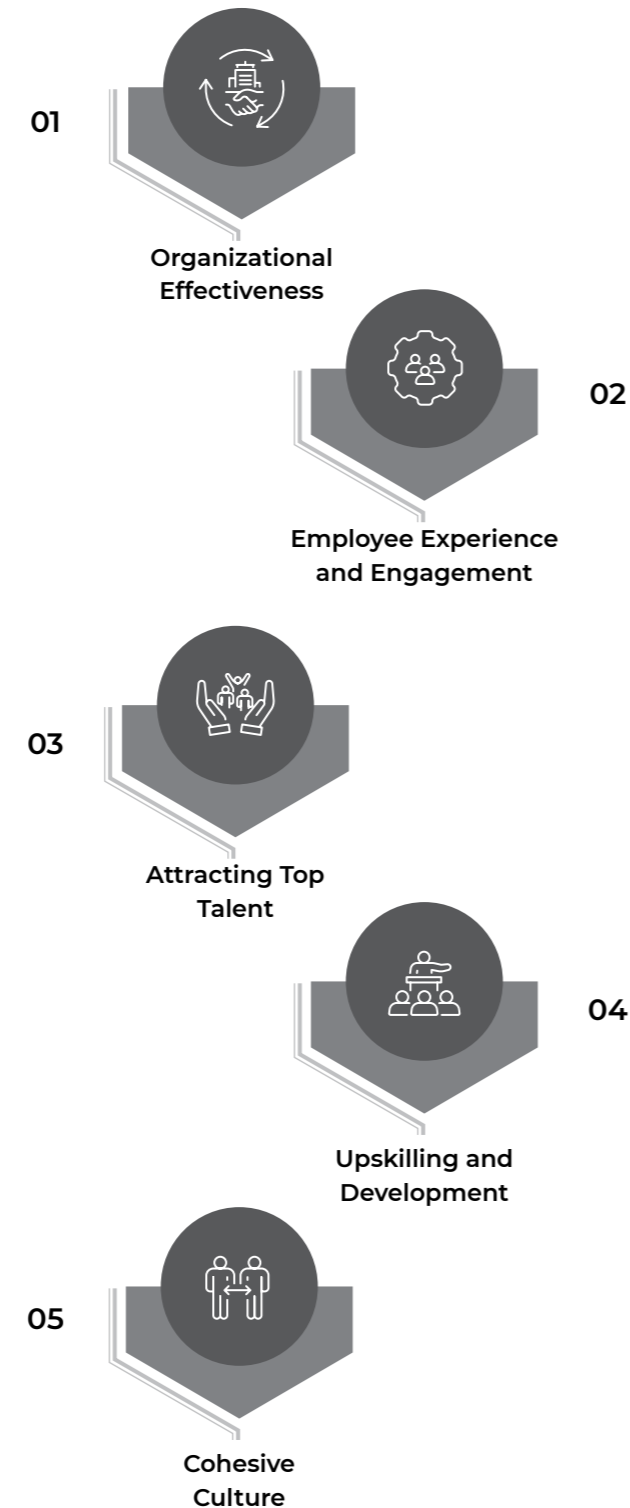 01
Organizational
Effectiveness
02
Employee Experience
and Engagement
03
Attracting Top
Talent
04
Upskilling and
Development
05
Cohesive
Culture